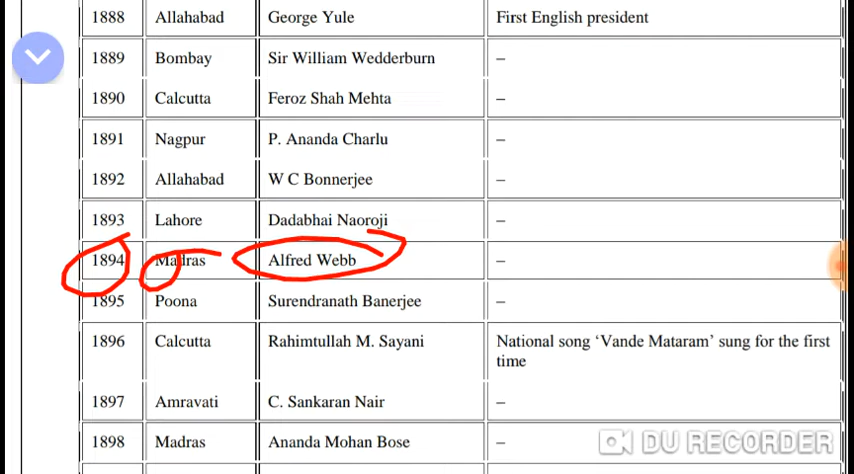 1888 Allahabad George Yule First English president
1889 Bombay Sir William Wedderburn –
1890 Calcutta Feroz Shah Mehta –
1891 Nagpur P. Ananda Charlu –
1892 Allahabad W C Bonnerjee –
1893 Lahore Dadabhai Naoroji –
1894 Madras Alfred Webb –
1895 Poona Surendranath Banerjee –
1896 Calcutta Rahimtullah M. Sayani National song ‘Vande Mataram’ sung for the first
time
1897 Amravati C. Sankaran Nair –
1898 Madras Ananda Mohan Bose –
DU RECORDER